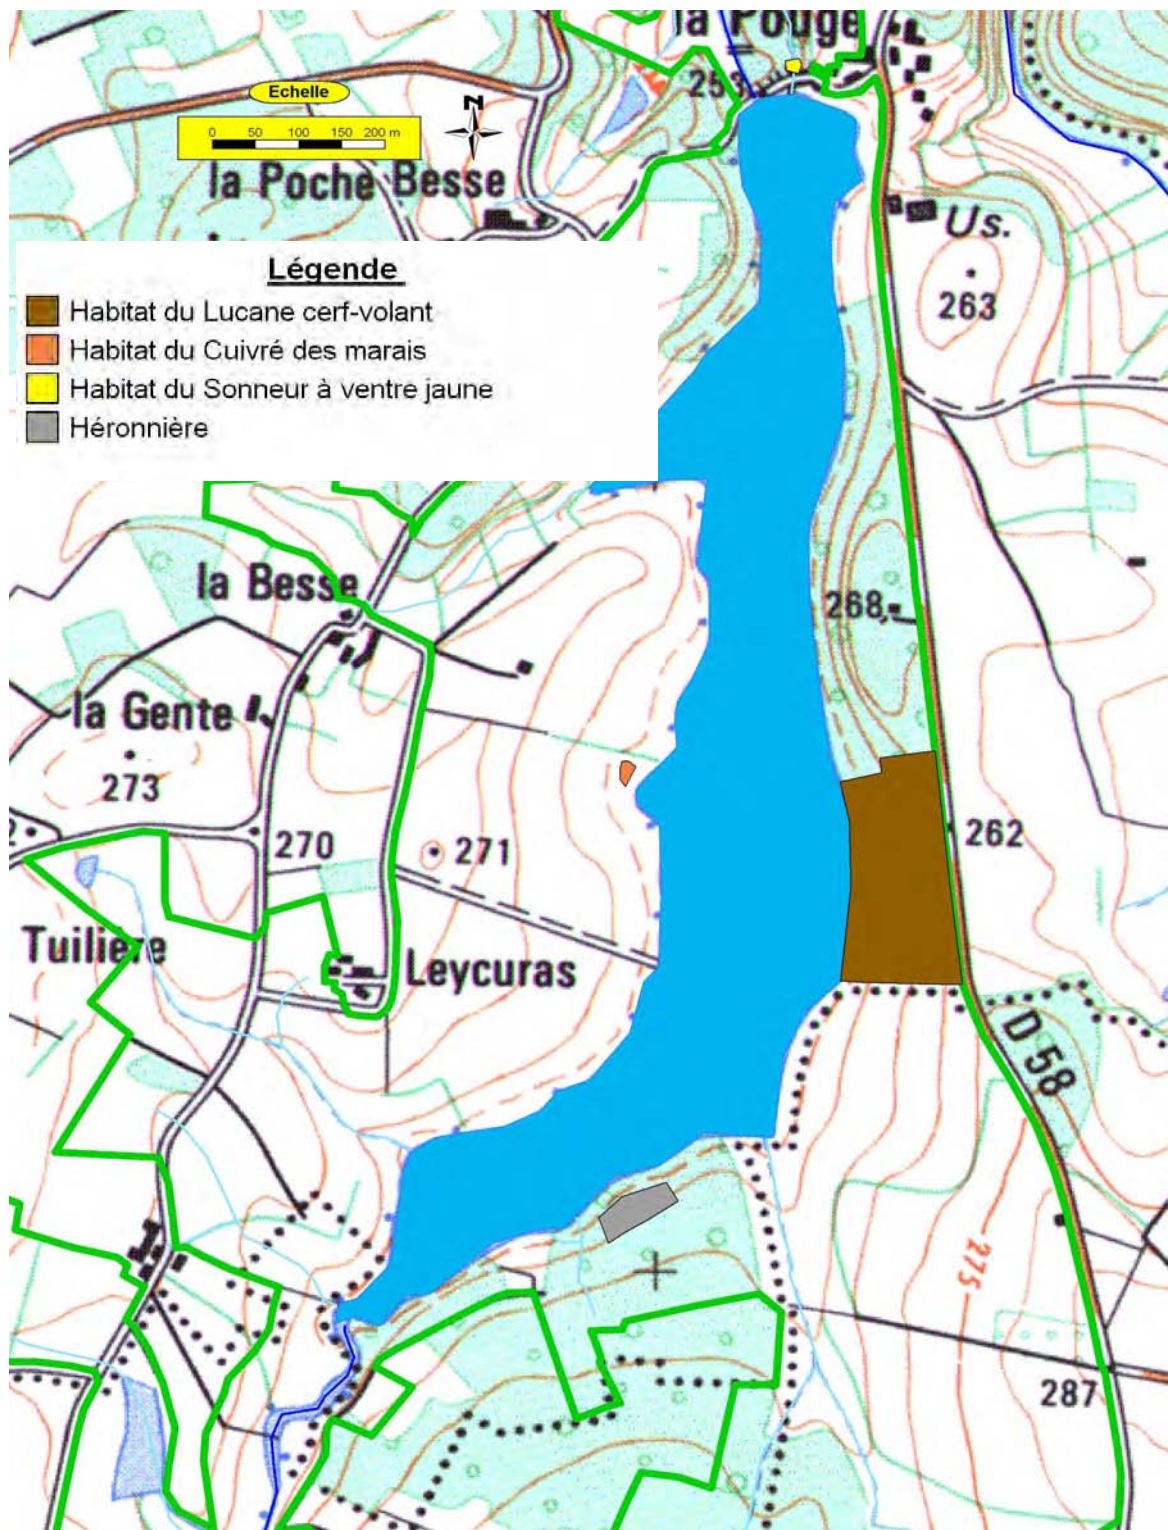 la Pouge
253
Echelle
N
0 50 100 150 200 m
la Poche Besse
Us.
263
Légende
Habitat du Lucane cerf-volant
Habitat du Cuivré des marais
Habitat du Sonneur à ventre jaune
Héronnière
la Besse
268
la Gente
273
270
271
262
Tuilière
Leycuras
D 58
275
287